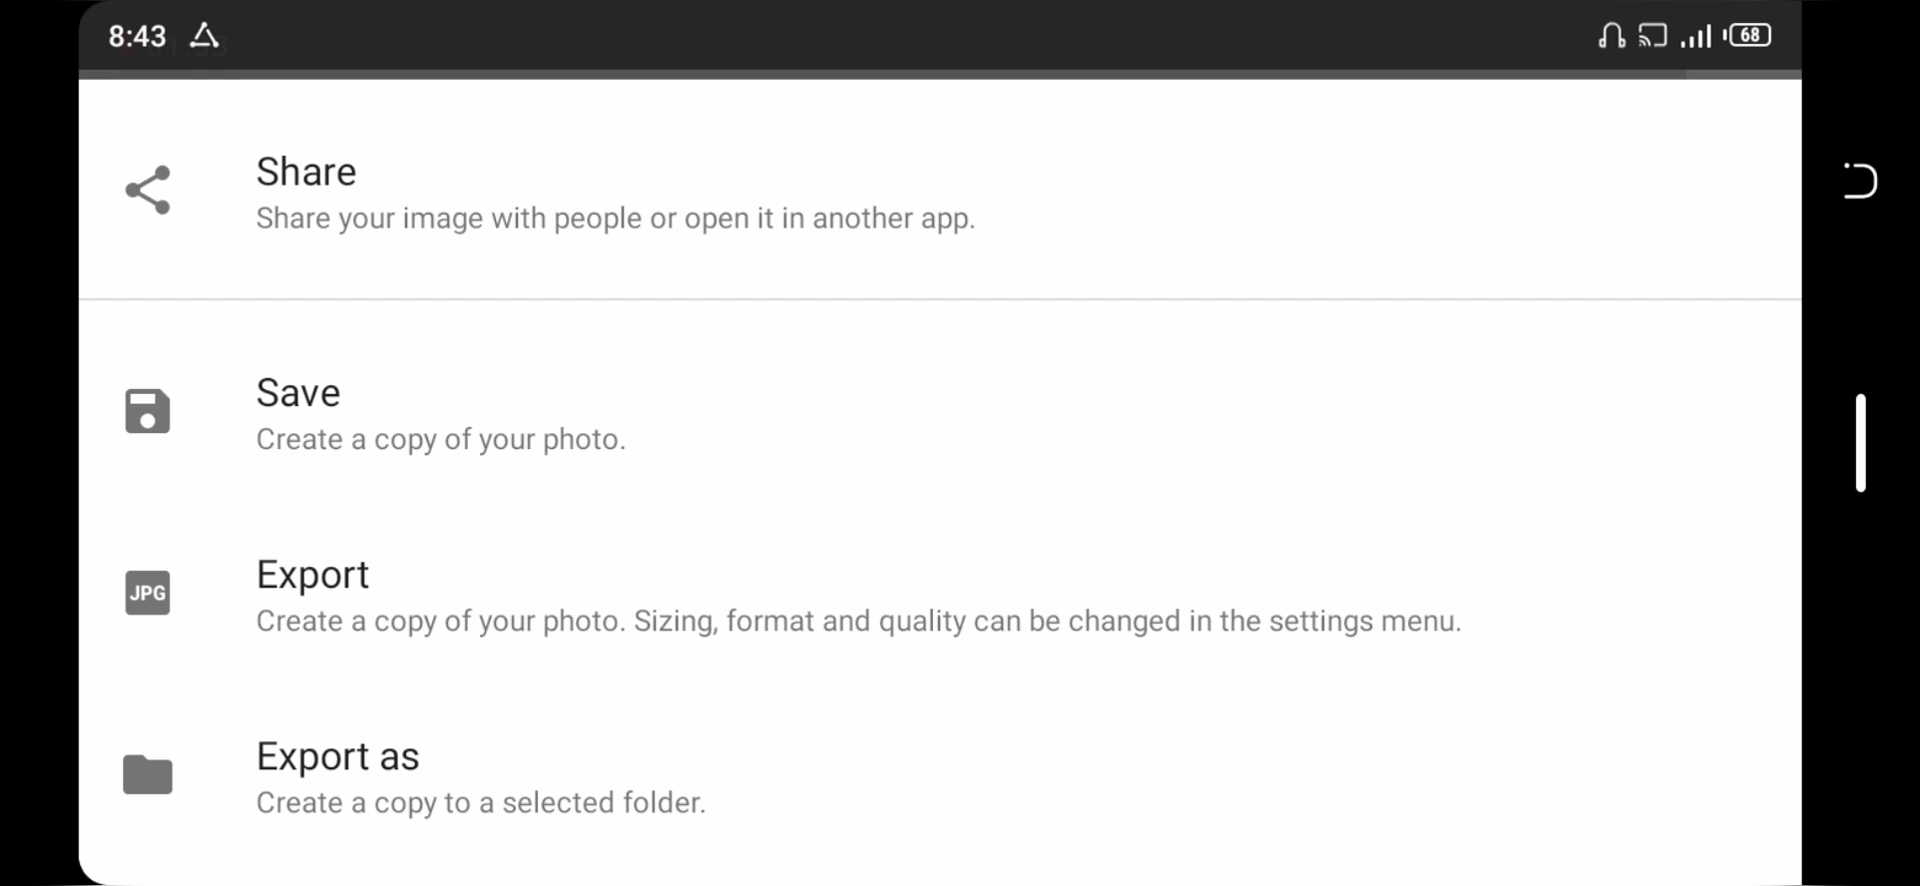 8:43
68
Share
Share your image with people or open it in another app.
Save
Create a copy of your photo.
JPG
Export
Create a copy of your photo. Sizing, format and quality can be changed in the settings menu.
Export as
Create a copy to a selected folder.